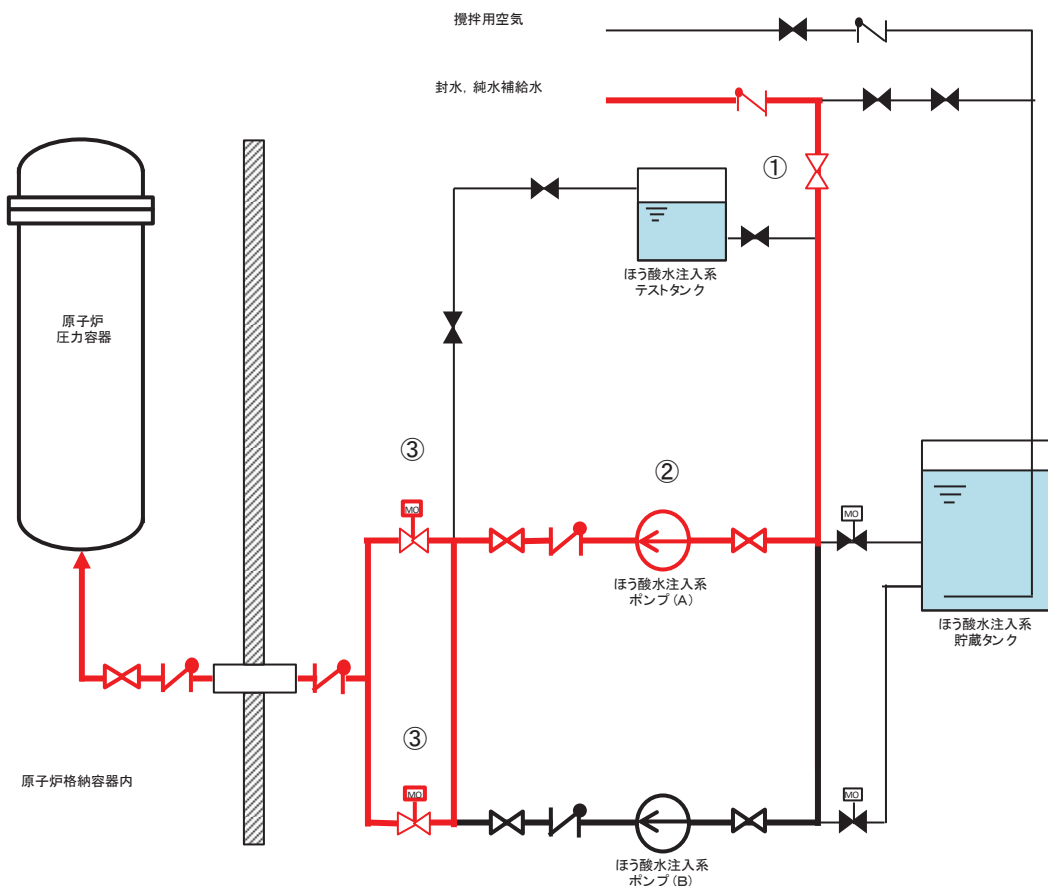 攪拌用空気
封水，純水補給水
①
ほう酸水注入系
テストタンク
原子炉
圧力容器
③
②
MO
MO
ほう酸水注入系
ポンプ(A)
ほう酸水注入系
貯蔵タンク
③
原子炉格納容器内
MO
MO
ほう酸水注入系
ポンプ(B)